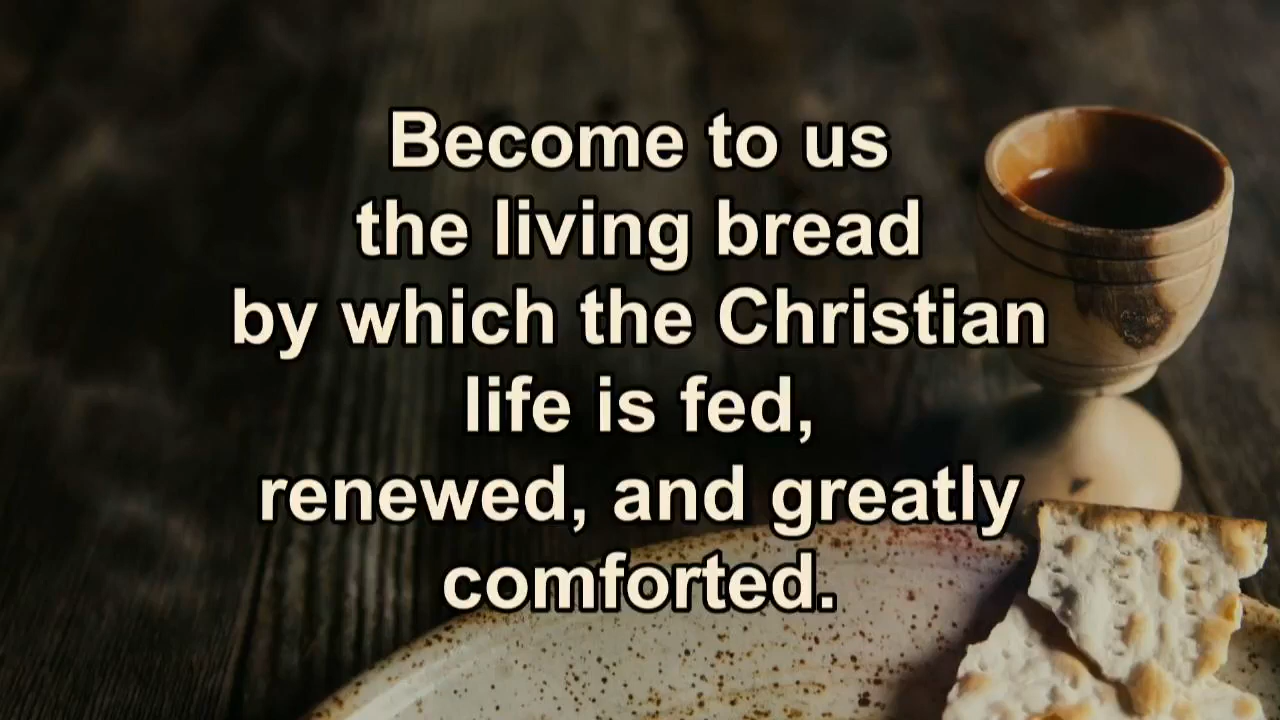 Become to us
the living bread
by which the Christian
life is fed,
renewed, and greatly
comforted.